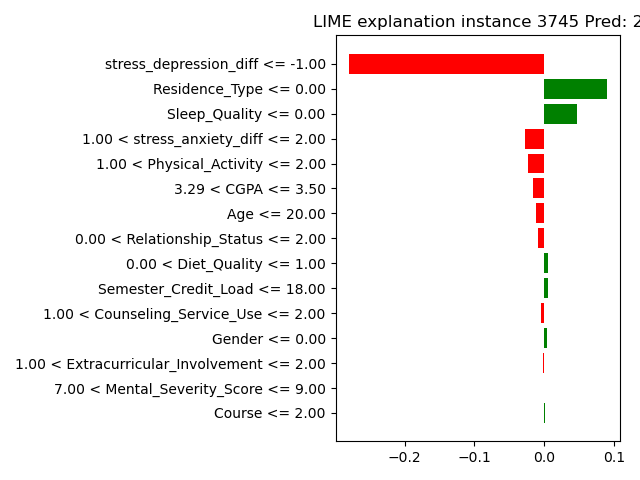 LIME explanation instance 3745 Pred: 2
stress_depression_diff <= -1.00
Residence_Type <= 0.00
Sleep_Quality <= 0.00
1.00 < stress_anxiety_diff <= 2.00
1.00 < Physical_Activity <= 2.00
3.29 < CGPA <= 3.50
Age <= 20.00
0.00 < Relationship_Status <= 2.00
0.00 < Diet_Quality <= 1.00
Semester_Credit_Load <= 18.00
1.00 < Counseling_Service_Use <= 2.00
Gender <= 0.00
1.00 < Extracurricular_Involvement <= 2.00
7.00 < Mental_Severity_Score <= 9.00
Course <= 2.00
−0.2 −0.1 0.0 0.1